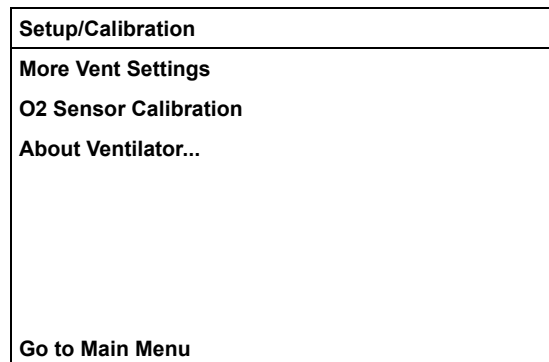 Setup/Calibration
More Vent Settings
O2 Sensor Calibration
About Ventilator...
Go to Main Menu